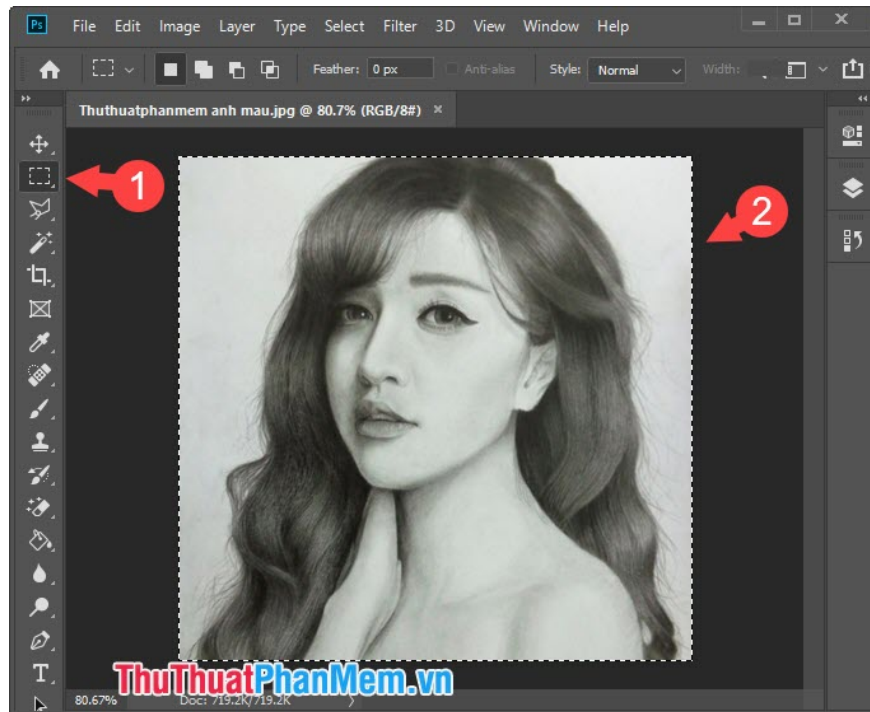 Ps File Edit Image Layer Type Select Filter 3D View Window Help
Feather: 0 px Anti-alias Style: Normal Width:
Thuthuatphanmem anh mau.jpg @ 80.7% (RGB/8#) ×
1
2
T
ThuThuatPhanMem.vn
80.67% Doc: 719.2K/719.2K